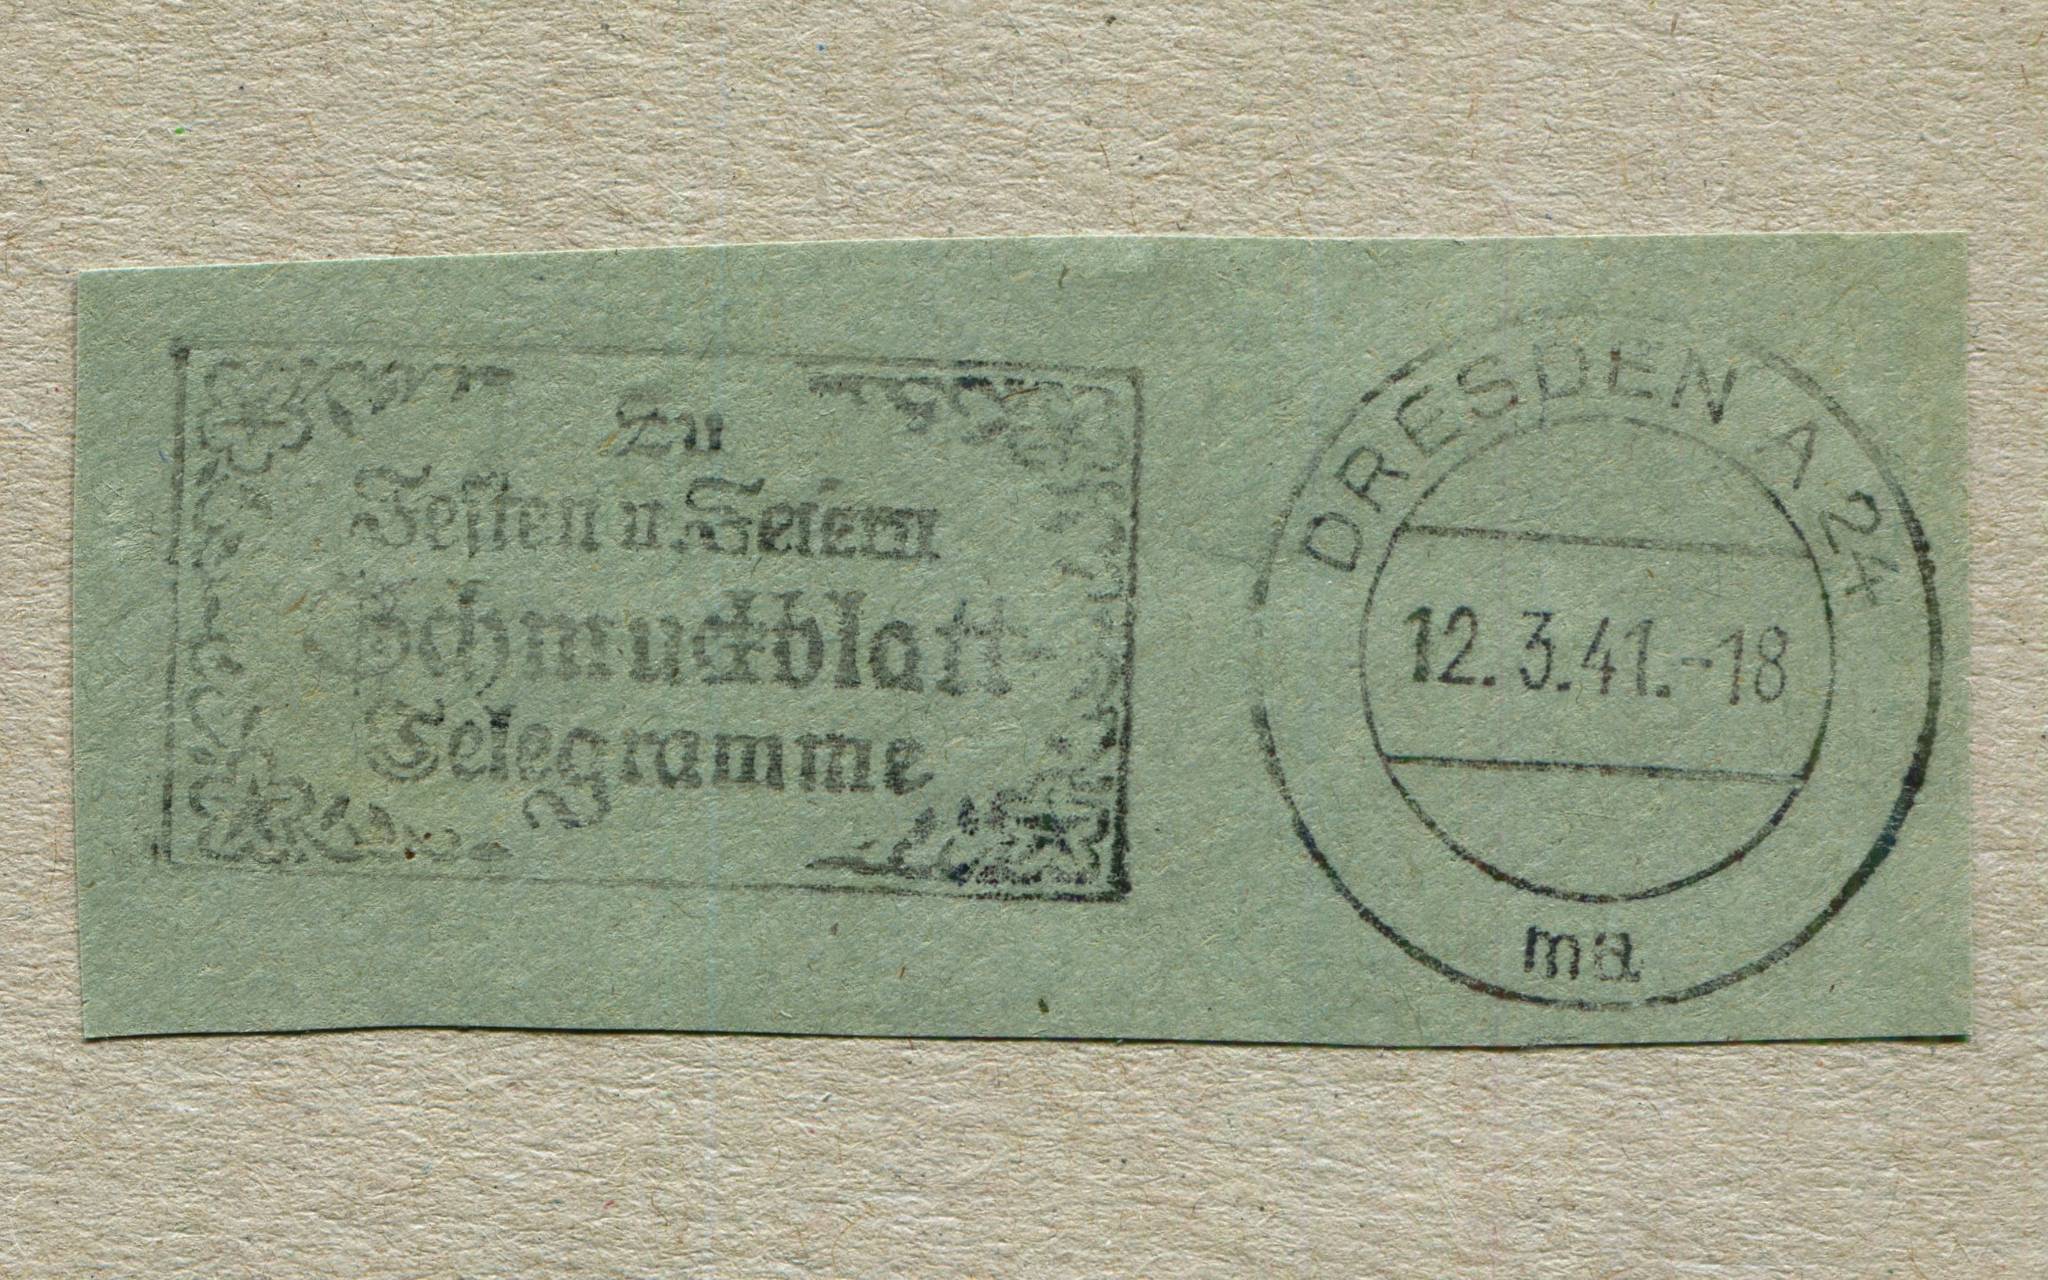 Zu
Festen u. Feiern
Schmuckblatt-
Telegramme
DRESDEN A 24
12.3.41.-18
ma